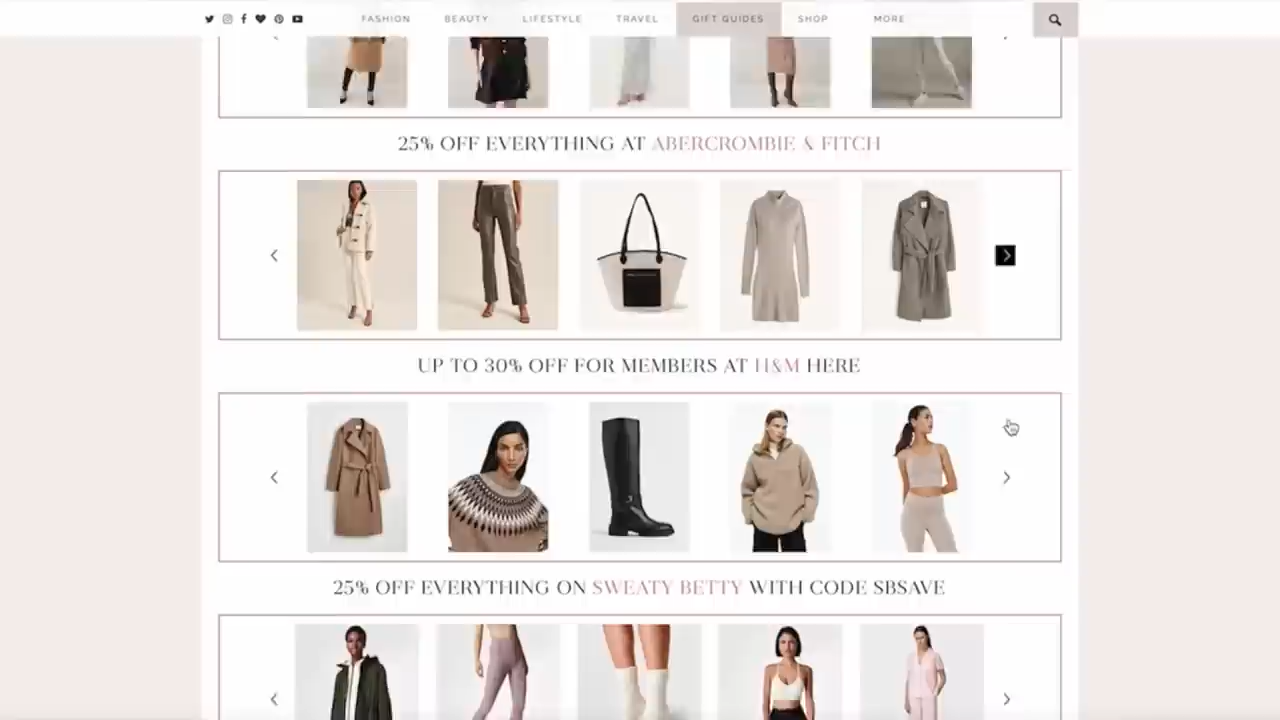 FASHION BEAUTY LIFESTYLE TRAVEL GIFT GUIDES SHOP MORE
25% OFF EVERYTHING AT ABERCROMBIE & FITCH
UP TO 30% OFF FOR MEMBERS AT H&M HERE
25% OFF EVERYTHING ON SWEATY BETTY WITH CODE SBSAVE